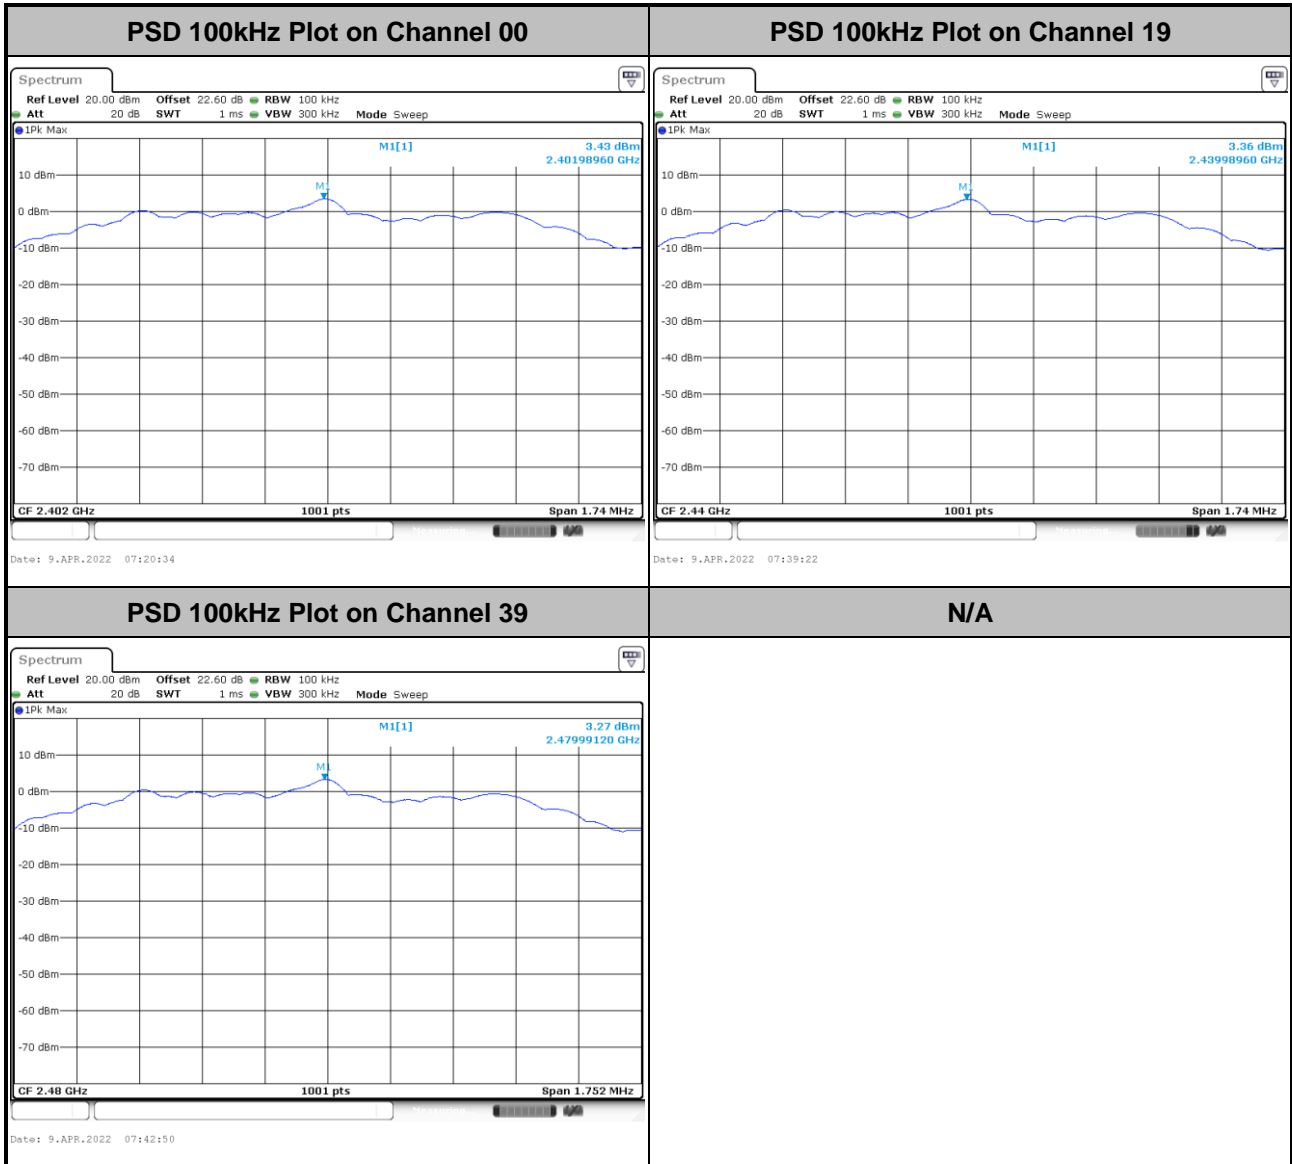 PSD 100kHz Plot on Channel 00
PSD 100kHz Plot on Channel 19
Spectrum
Ref Level 20.00 dBm Offset 22.60 dB RBW 100 kHz
Att 20 dB SWT 1 ms VBW 300 kHz Mode Sweep
1Pk Max
M1[1] 3.43 dBm
2.40198960 GHz
M1
10 dBm
0 dBm
-10 dBm
-20 dBm
-30 dBm
-40 dBm
-50 dBm
-60 dBm
-70 dBm
CF 2.402 GHz 1001 pts Span 1.74 MHz
Measuring
Date: 9.APR.2022 07:20:34
Spectrum
Ref Level 20.00 dBm Offset 22.60 dB RBW 100 kHz
Att 20 dB SWT 1 ms VBW 300 kHz Mode Sweep
1Pk Max
M1[1] 3.36 dBm
2.43998960 GHz
M1
10 dBm
0 dBm
-10 dBm
-20 dBm
-30 dBm
-40 dBm
-50 dBm
-60 dBm
-70 dBm
CF 2.44 GHz 1001 pts Span 1.74 MHz
Measuring
Date: 9.APR.2022 07:39:22
PSD 100kHz Plot on Channel 39
N/A
Spectrum
Ref Level 20.00 dBm Offset 22.60 dB RBW 100 kHz
Att 20 dB SWT 1 ms VBW 300 kHz Mode Sweep
1Pk Max
M1[1] 3.27 dBm
2.47999120 GHz
M1
10 dBm
0 dBm
-10 dBm
-20 dBm
-30 dBm
-40 dBm
-50 dBm
-60 dBm
-70 dBm
CF 2.48 GHz 1001 pts Span 1.752 MHz
Measuring
Date: 9.APR.2022 07:42:50